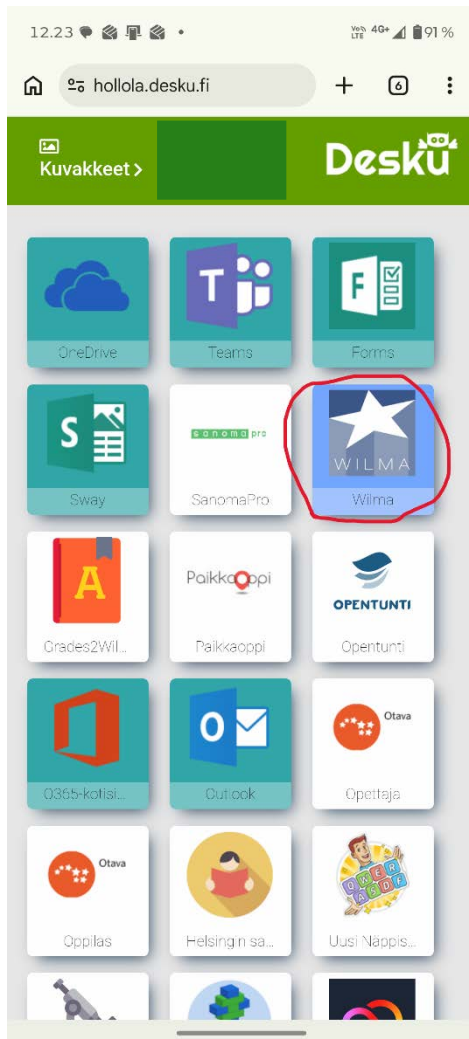 12.23
Vo)) LTE 4G+ 91 %
hollola.desku.fi
6
Kuvakkeet >
Desku
T
F
OneDrive
Teams
Forms
S
sanoma pro
WILMA
Sway
SanomaPro
Wilma
A
Paikkaoppi
OPENTUNTI
Grades2Wil...
Paikkaoppi
Opentunti
O
Otava
O365-kotisi...
Outlook
Opettaja
Otava
Q W E R
A S D F
Oppilas
Helsingin sa...
Uusi Näppis...